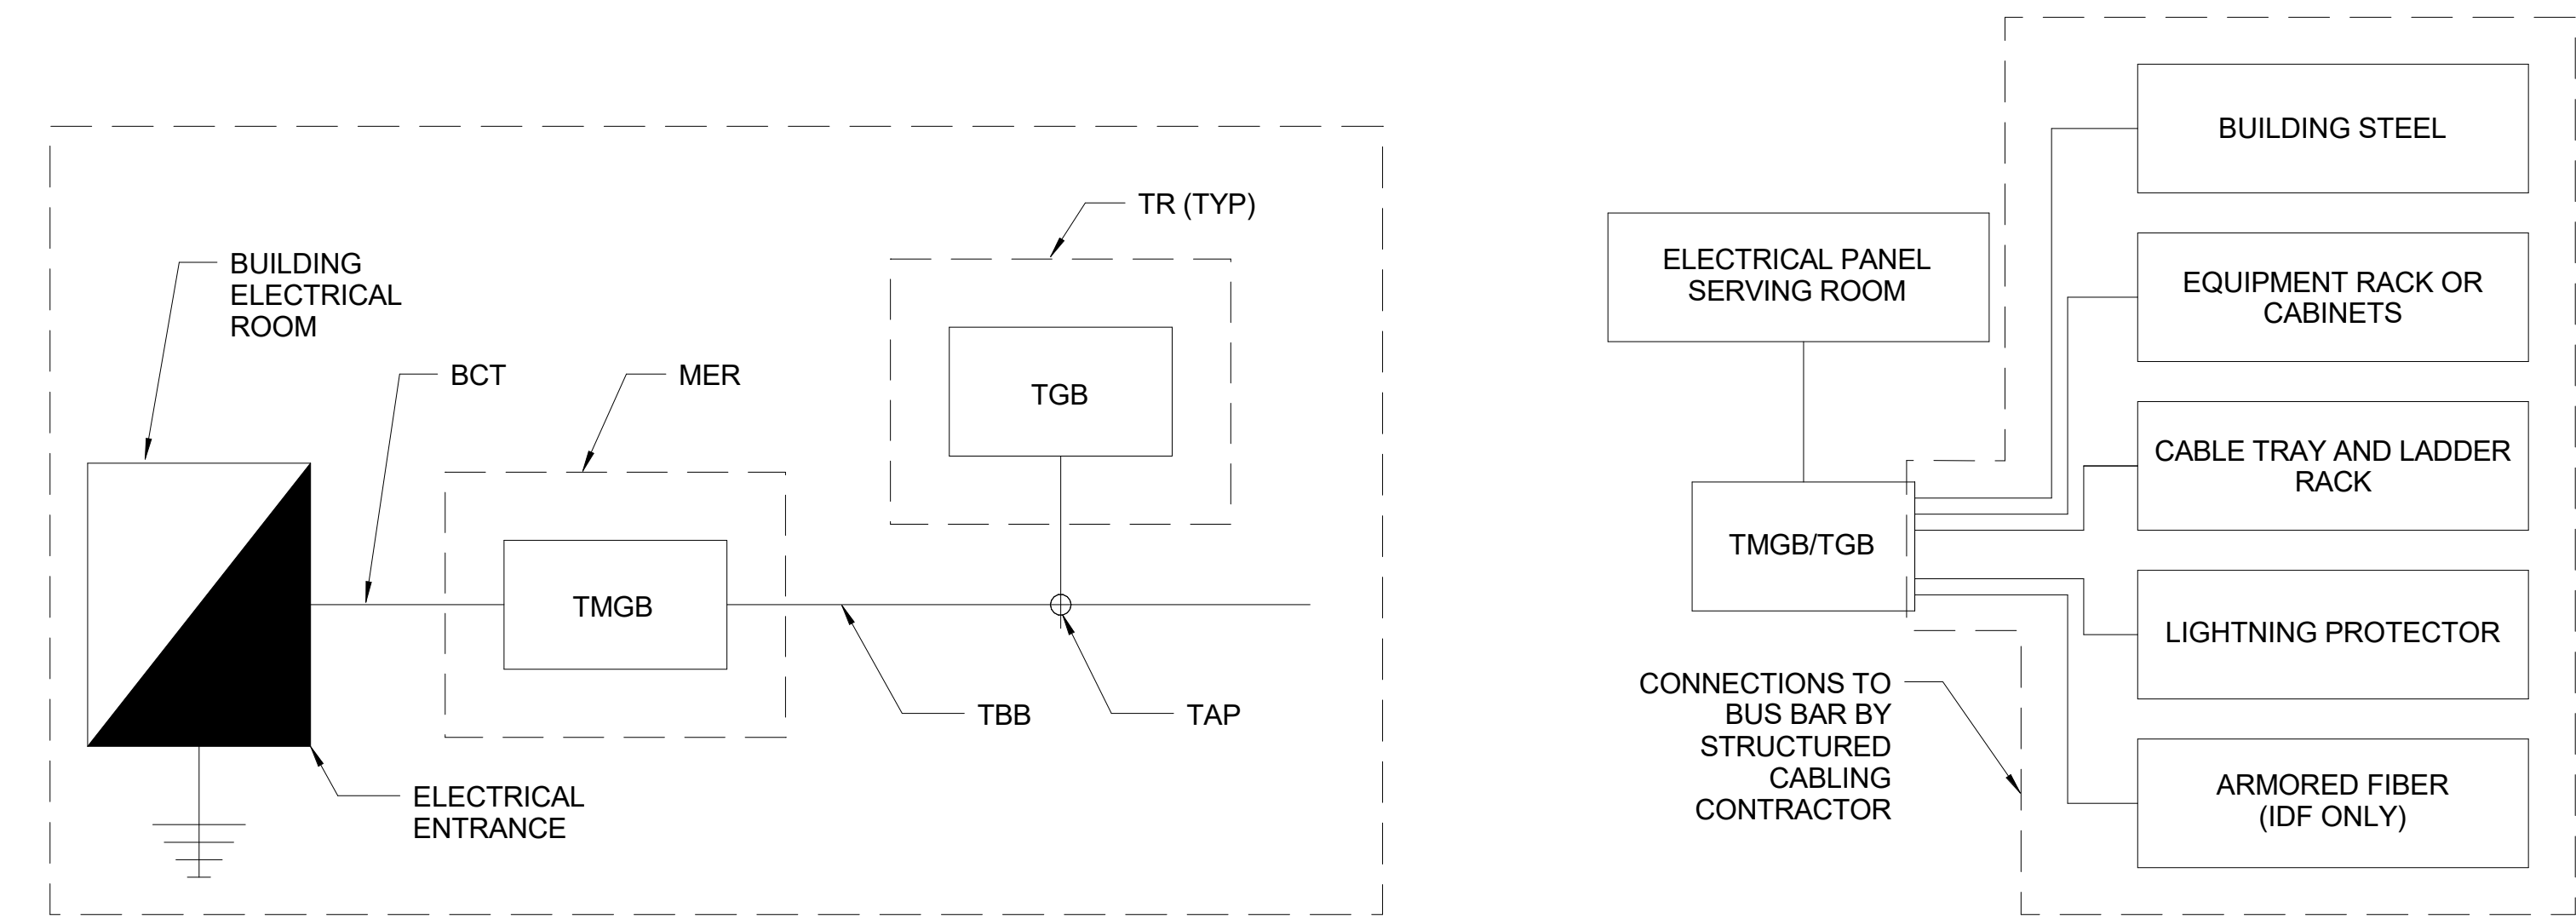 TR (TYP)
BUILDING
ELECTRICAL
ROOM
BCT
MER
TGB
TMGB
TBB
TAP
ELECTRICAL
ENTRANCE
BUILDING STEEL
ELECTRICAL PANEL
SERVING ROOM
EQUIPMENT RACK OR
CABINETS
CABLE TRAY AND LADDER
RACK
TMGB/TGB
LIGHTNING PROTECTOR
CONNECTIONS TO
BUS BAR BY
STRUCTURED
CABLING
CONTRACTOR
ARMORED FIBER
(IDF ONLY)